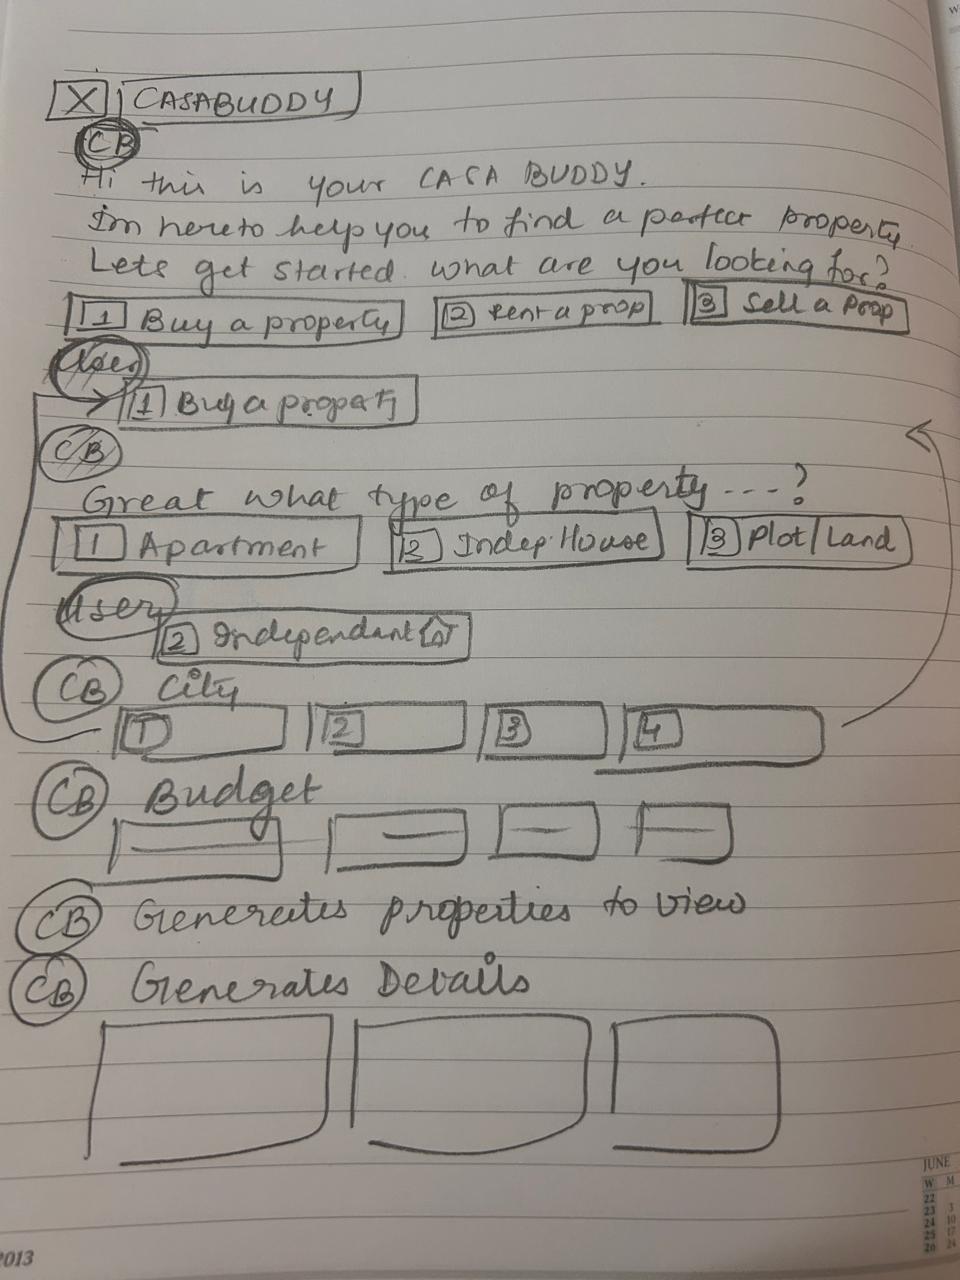 X CASABUDDY
CB
Hi this is your CASA BUDDY.
Im here to help you to find a perfect property.
Lets get started. what are you looking for?
1 Buy a property 2 Rent a prop 3 Sell a Prop
User
1 Buy a property
CB
Great what type of property ---?
1 Apartment 2 Indep. House 3 Plot/Land
User
2 Independant
CB City
1 2 3 4
CB Budget
CB Generates properties to view
CB Generates Details
JUNE
W M
22
23 3
24 10
25 17
26 24
2013